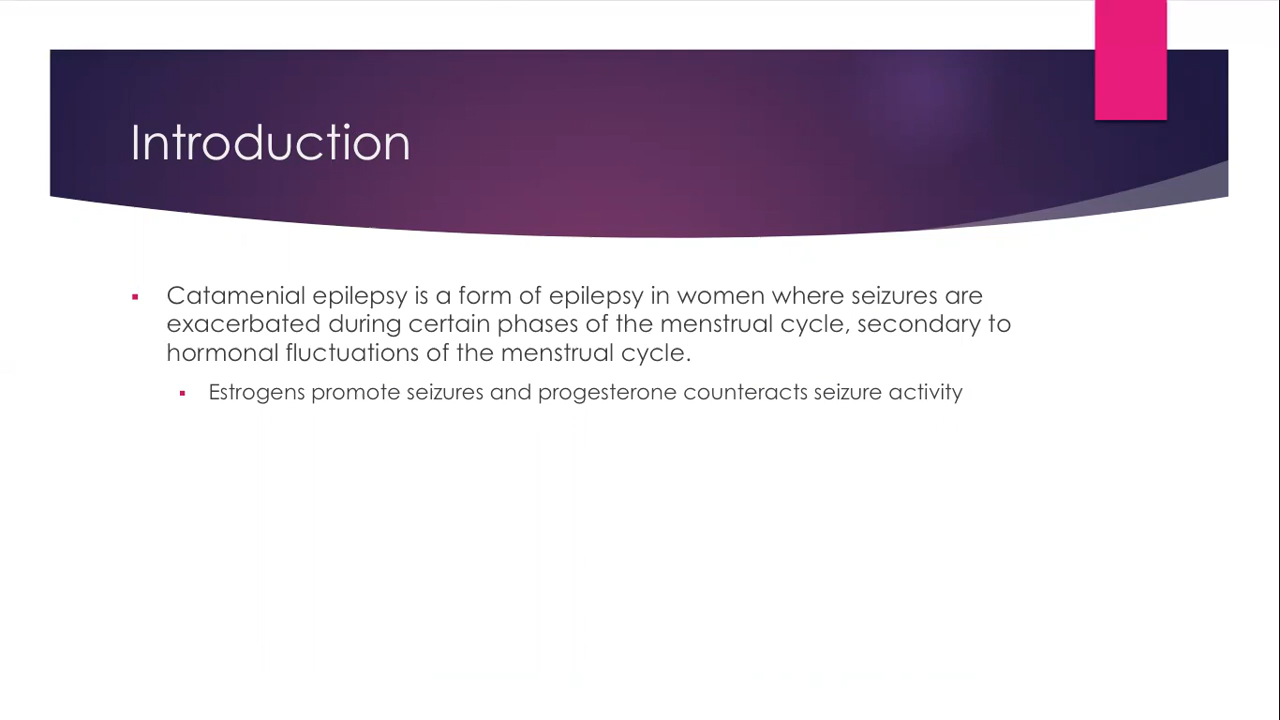 Introduction
Catamenial epilepsy is a form of epilepsy in women where seizures are
exacerbated during certain phases of the menstrual cycle, secondary to
hormonal fluctuations of the menstrual cycle.
Estrogens promote seizures and progesterone counteracts seizure activity